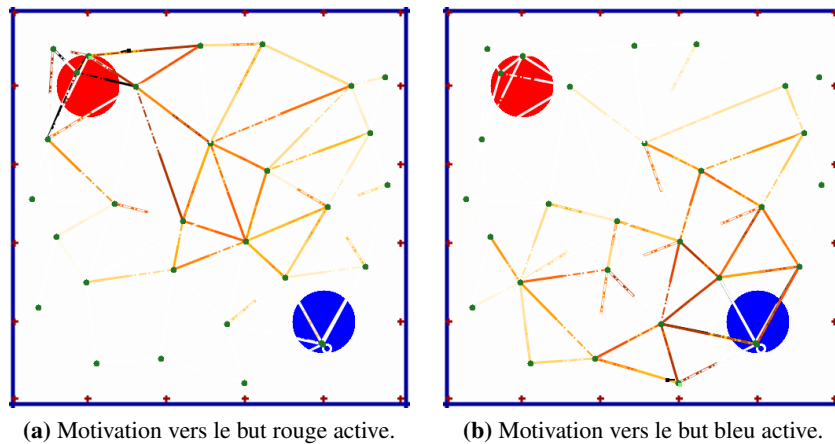 (a) Motivation vers le but rouge active.
(b) Motivation vers le but bleu active.